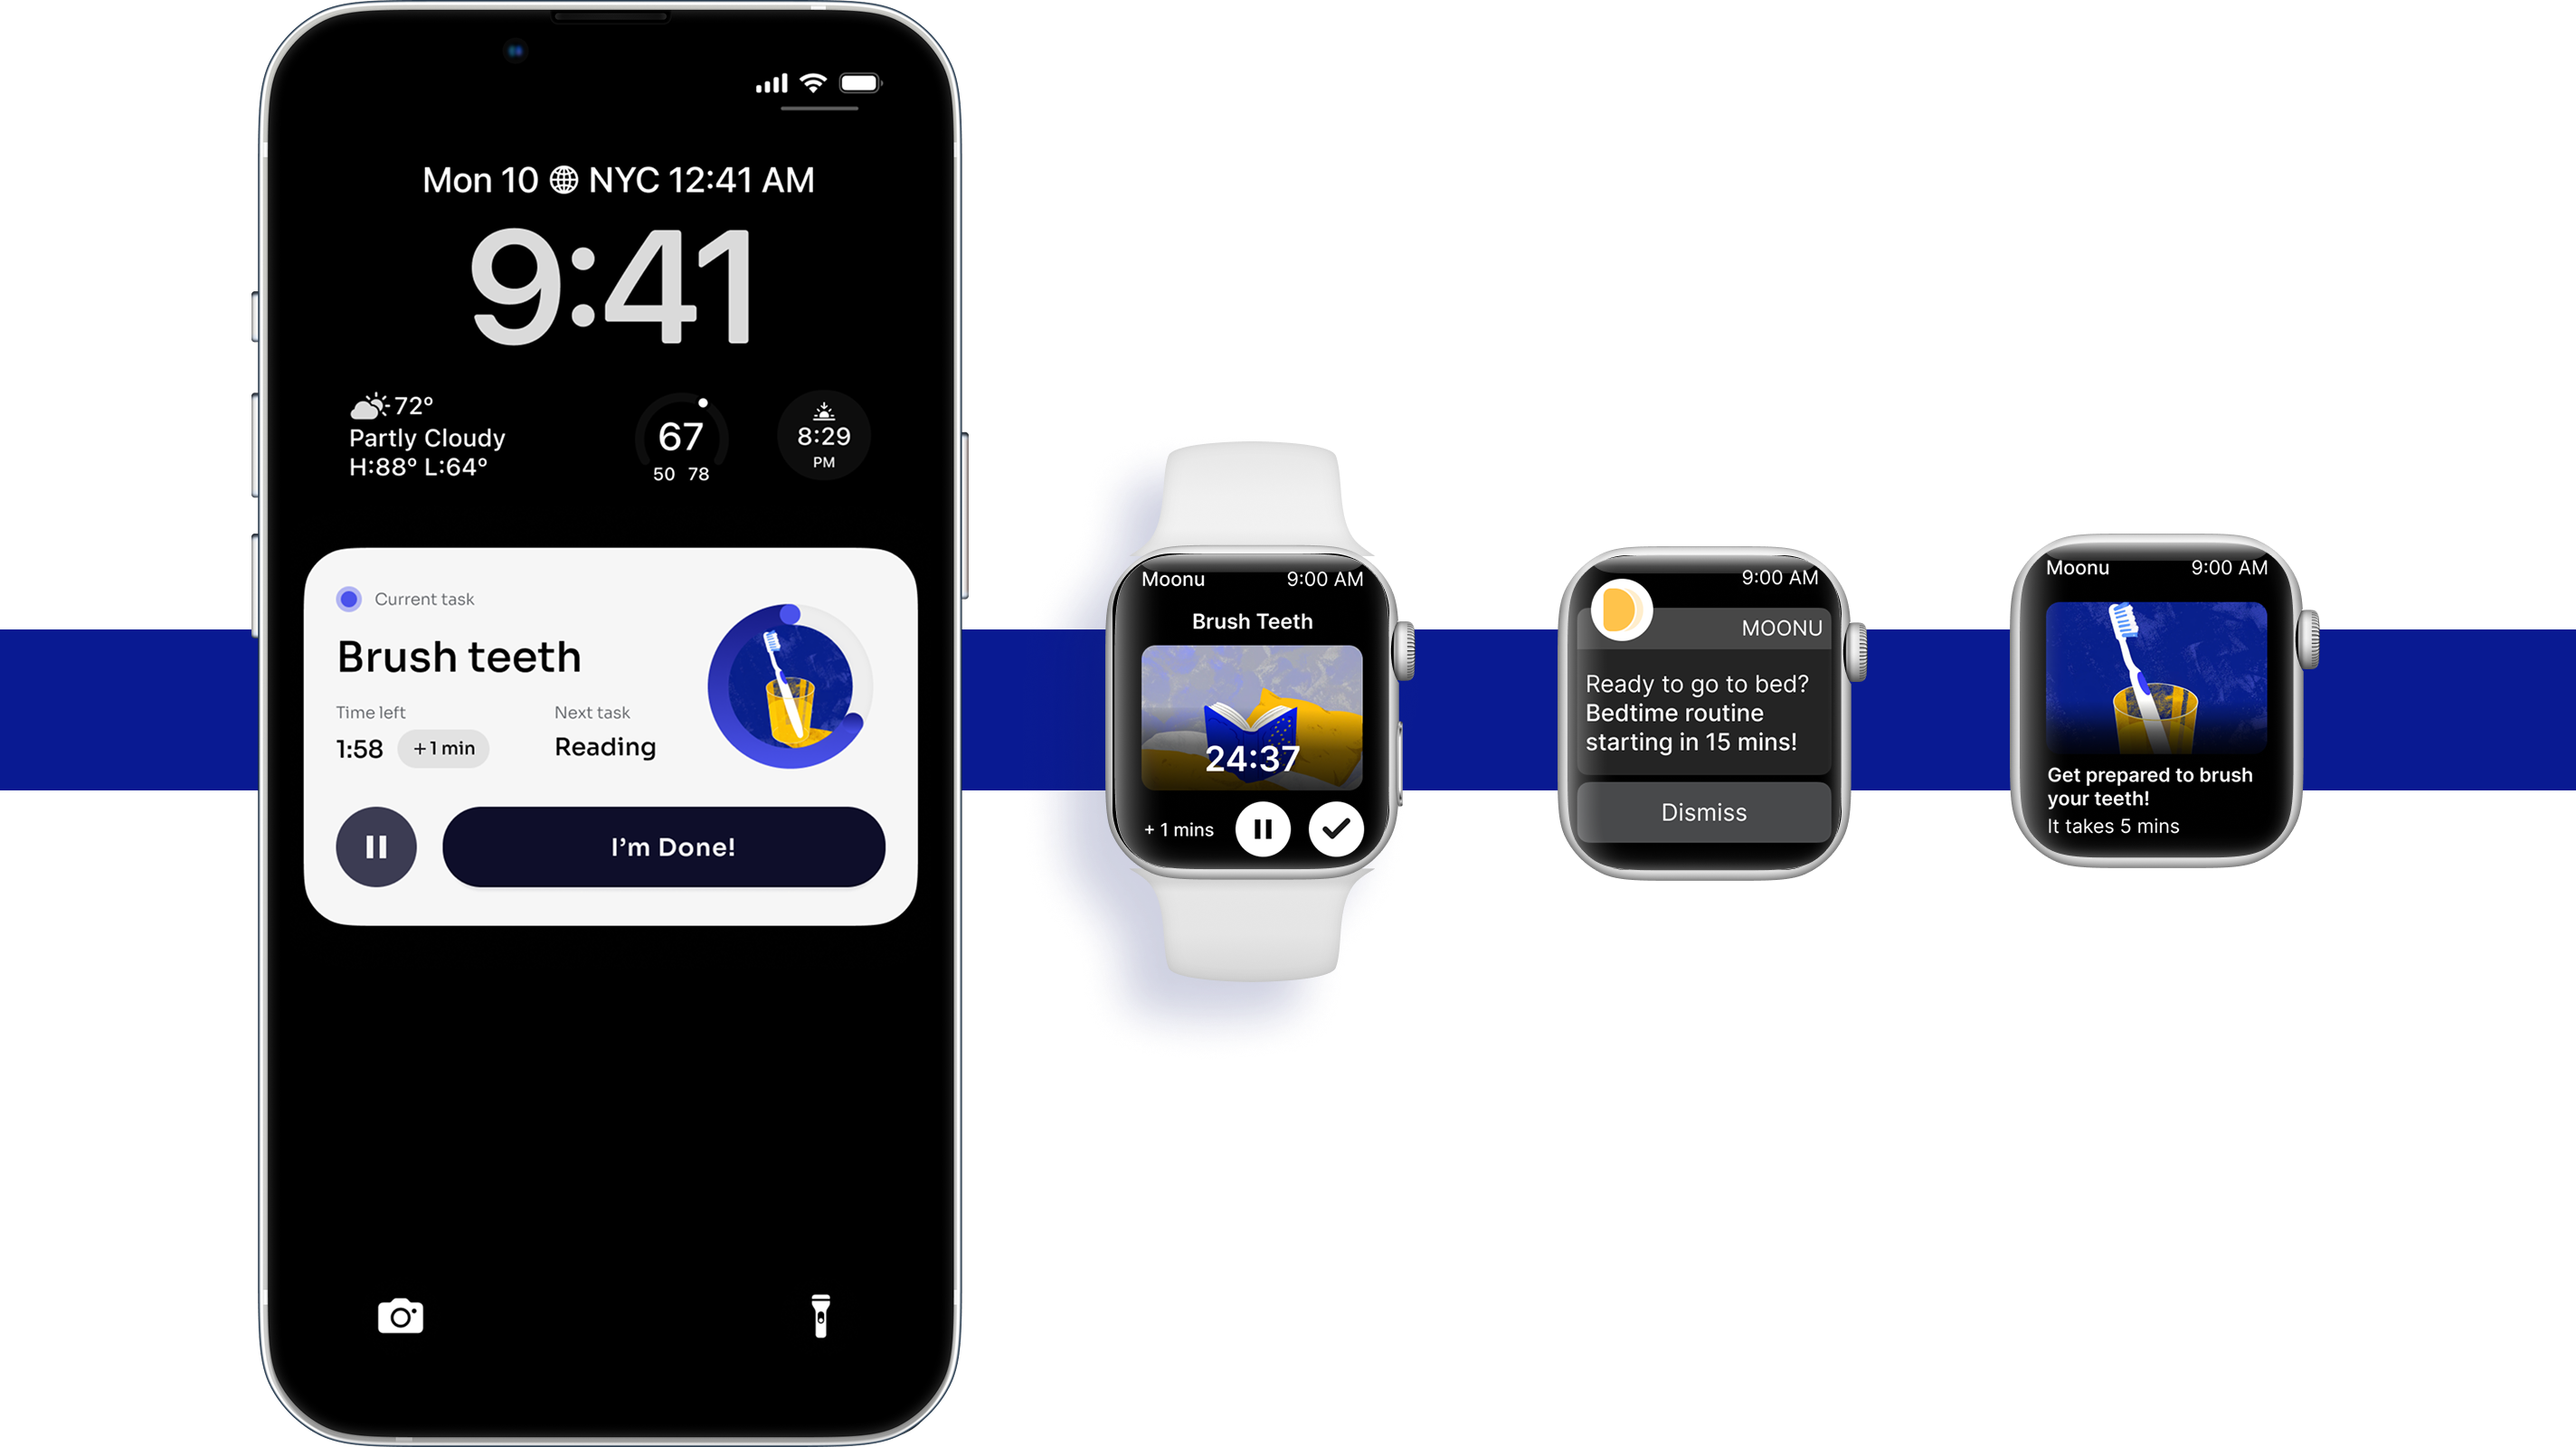 Mon 10 NYC 12:41 AM
9:41
72°
Partly Cloudy
H:88° L:64°
67
50 78
8:29
PM
Current task
Brush teeth
Time left
1:58 +1 min
Next task
Reading
I'm Done!
Moonu 9:00 AM
Brush Teeth
24:37
+ 1 mins
9:00 AM
MOONU
Ready to go to bed?
Bedtime routine
starting in 15 mins!
Dismiss
Moonu 9:00 AM
Get prepared to brush
your teeth!
It takes 5 mins